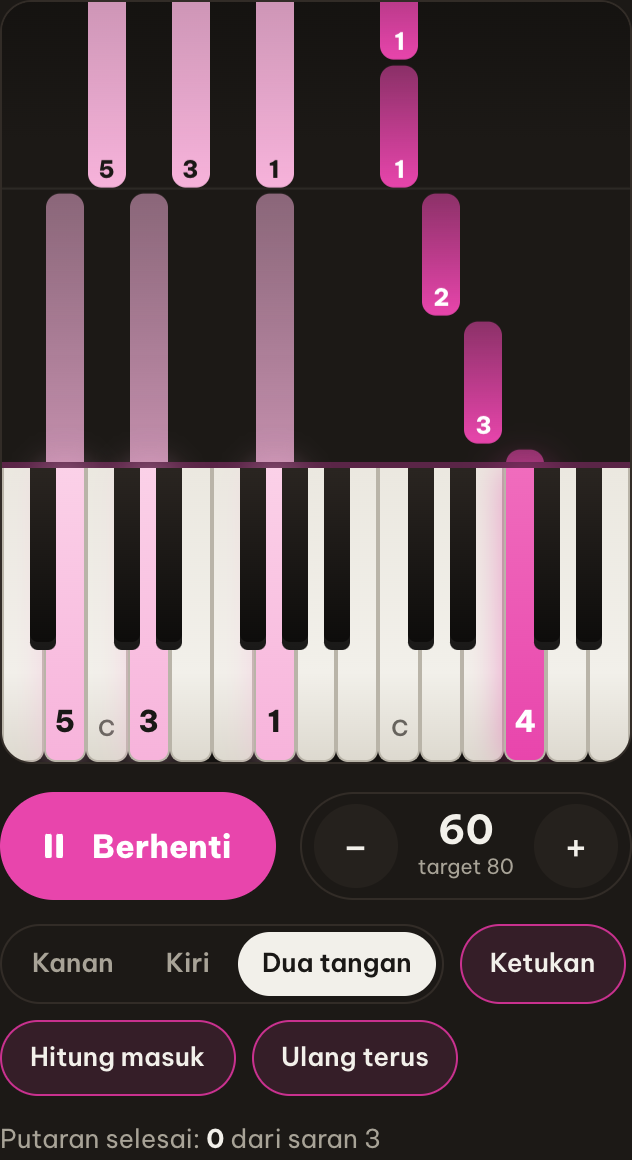 1
5 3 1 1
2
3
5 C 3 1 C 4
Berhenti
− 60 +
target 80
Kanan Kiri Dua tangan Ketukan
Hitung masuk Ulang terus
Putaran selesai: 0 dari saran 3